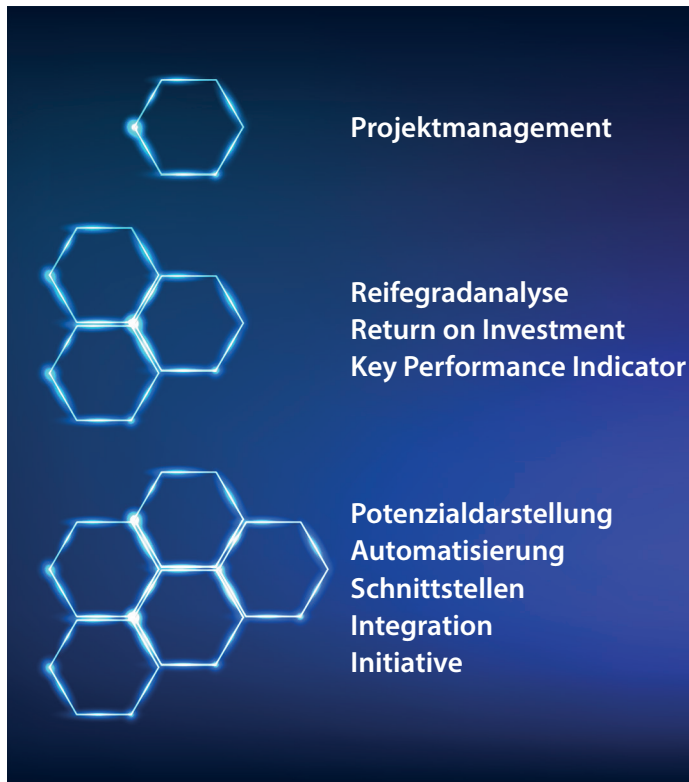 Projektmanagement
Reifegradanalyse
Return on Investment
Key Performance Indicator
Potenzialdarstellung
Automatisierung
Schnittstellen
Integration
Initiative